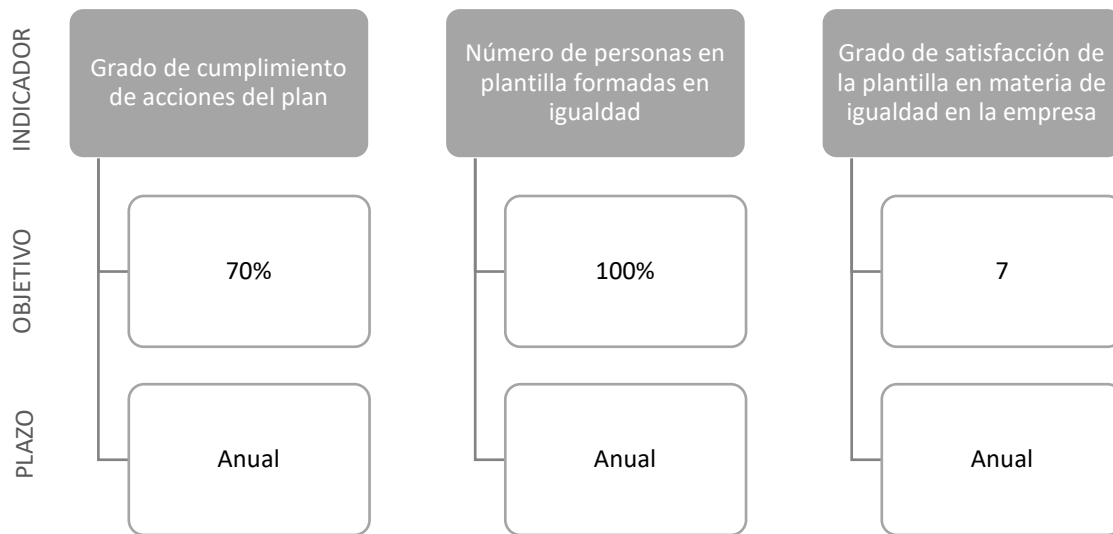 INDICADOR
Grado de cumplimiento
de acciones del plan
Número de personas en
plantilla formadas en
igualdad
Grado de satisfacción de
la plantilla en materia de
igualdad en la empresa
OBJETIVO
70%
100%
7
PLAZO
Anual
Anual
Anual